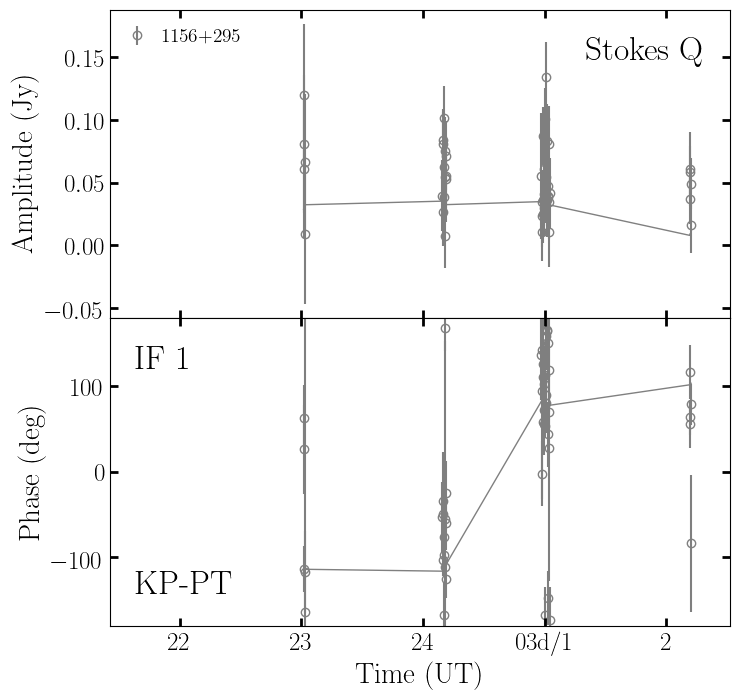 1156+295
Stokes Q
Amplitude (Jy)
0.15
0.10
0.05
0.00
−0.05
IF 1
KP-PT
Phase (deg)
100
0
−100
22 23 24 03d/1 2
Time (UT)